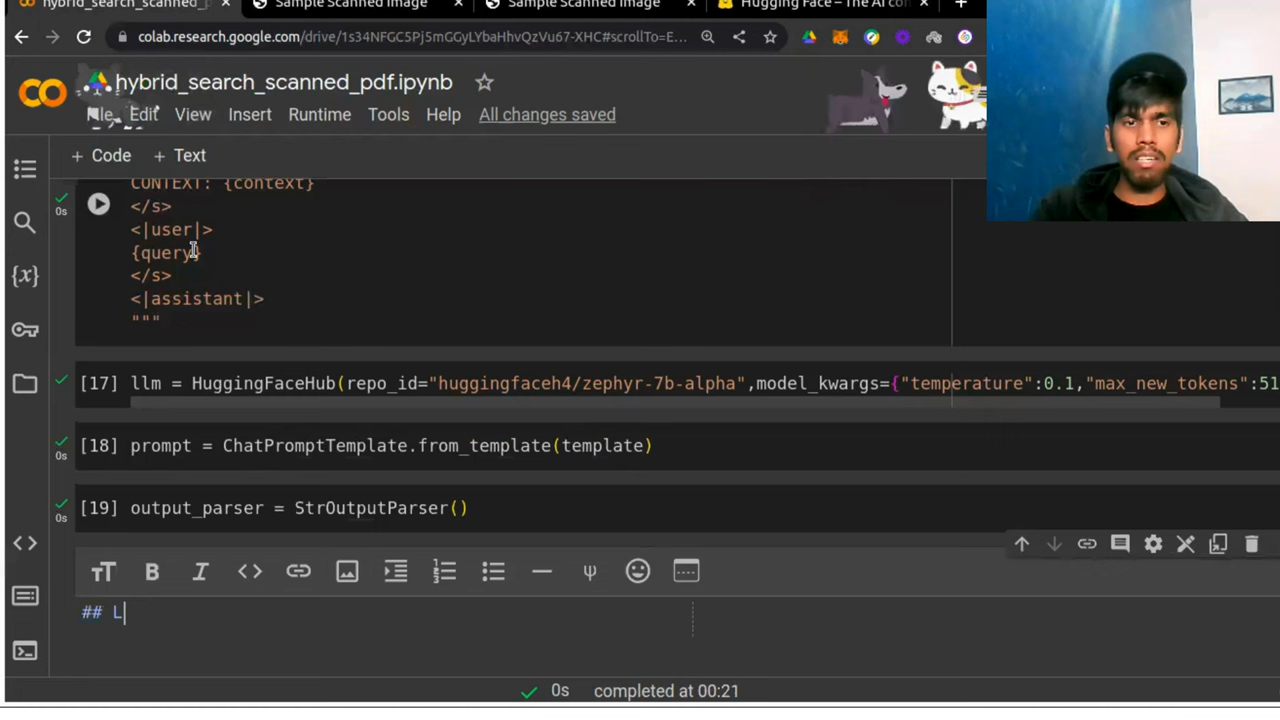 hybrid_search_scanned_p
Sample Scanned Image
Sample Scanned Image
Hugging Face – The AI co
colab.research.google.com/drive/1s34NFGC5Pj5mGGyLYbaHhvQzVu67-XHC#scrollTo=E...
hybrid_search_scanned_pdf.ipynb
File Edit View Insert Runtime Tools Help All changes saved
+ Code + Text
CONTEXT: {context}
0s
</s>
<|user|>
{query}
</s>
<|assistant|>
"""
[17] llm = HuggingFaceHub(repo_id="huggingfaceh4/zephyr-7b-alpha",model_kwargs={"temperature":0.1,"max_new_tokens":51
0s
[18] prompt = ChatPromptTemplate.from_template(template)
0s
[19] output_parser = StrOutputParser()
0s
## L
0s completed at 00:21